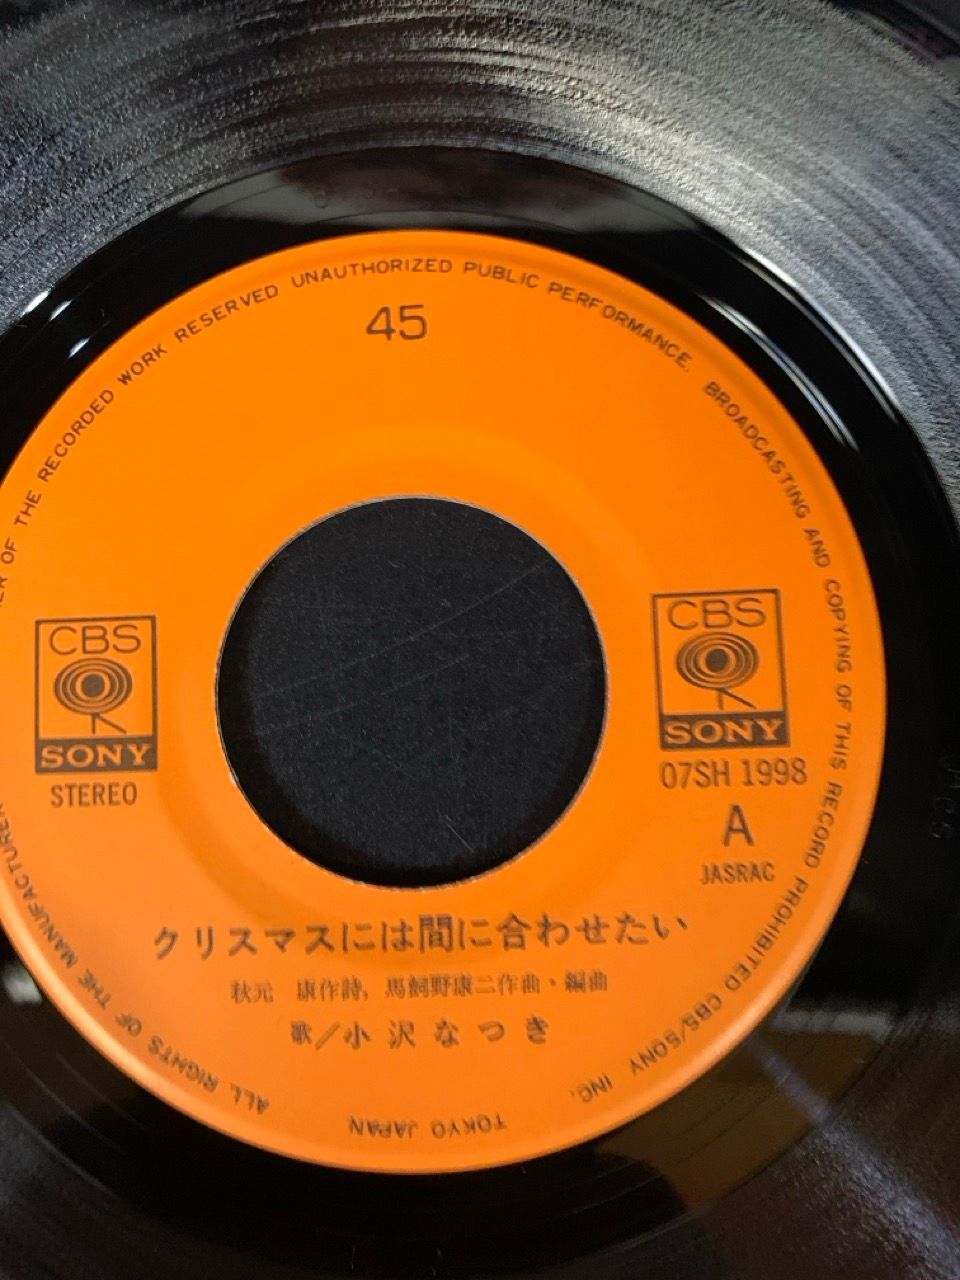 ER OF THE RECORDED WORK RESERVED UNAUTHORIZED PUBLIC PERFORMANCE. BROADCASTING AND COPYING OF THIS RECORD PROHIBITED CBS/SONY INC.
TOKYO JAPAN
ALL RIGHTS OF THE MANUFACTURER
45
CBS
SONY
STEREO
CBS
SONY
07SH 1998
A
JASRAC
クリスマスには間に合わせたい
秋元 康作詩, 馬飼野康二作曲・編曲
歌/小沢なつき